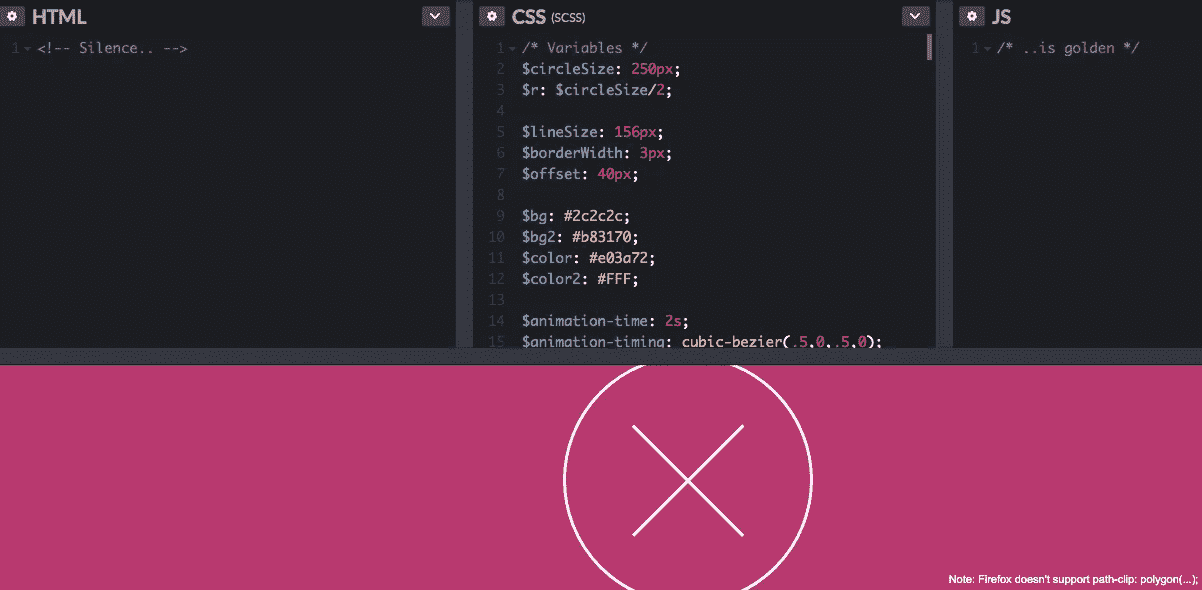 HTML
1 <!-- Silence.. -->
CSS (SCSS)
1 /* Variables */
2 $circleSize: 250px;
3 $r: $circleSize/2;
4
5 $lineSize: 156px;
6 $borderWidth: 3px;
7 $offset: 40px;
8
9 $bg: #2c2c2c;
10 $bg2: #b83170;
11 $color: #e03a72;
12 $color2: #FFF;
13
14 $animation-time: 2s;
15 $animation-timing: cubic-bezier(.5,0,.5,0);
JS
1 /* ..is golden */
Note: Firefox doesn't support path-clip: polygon(...);